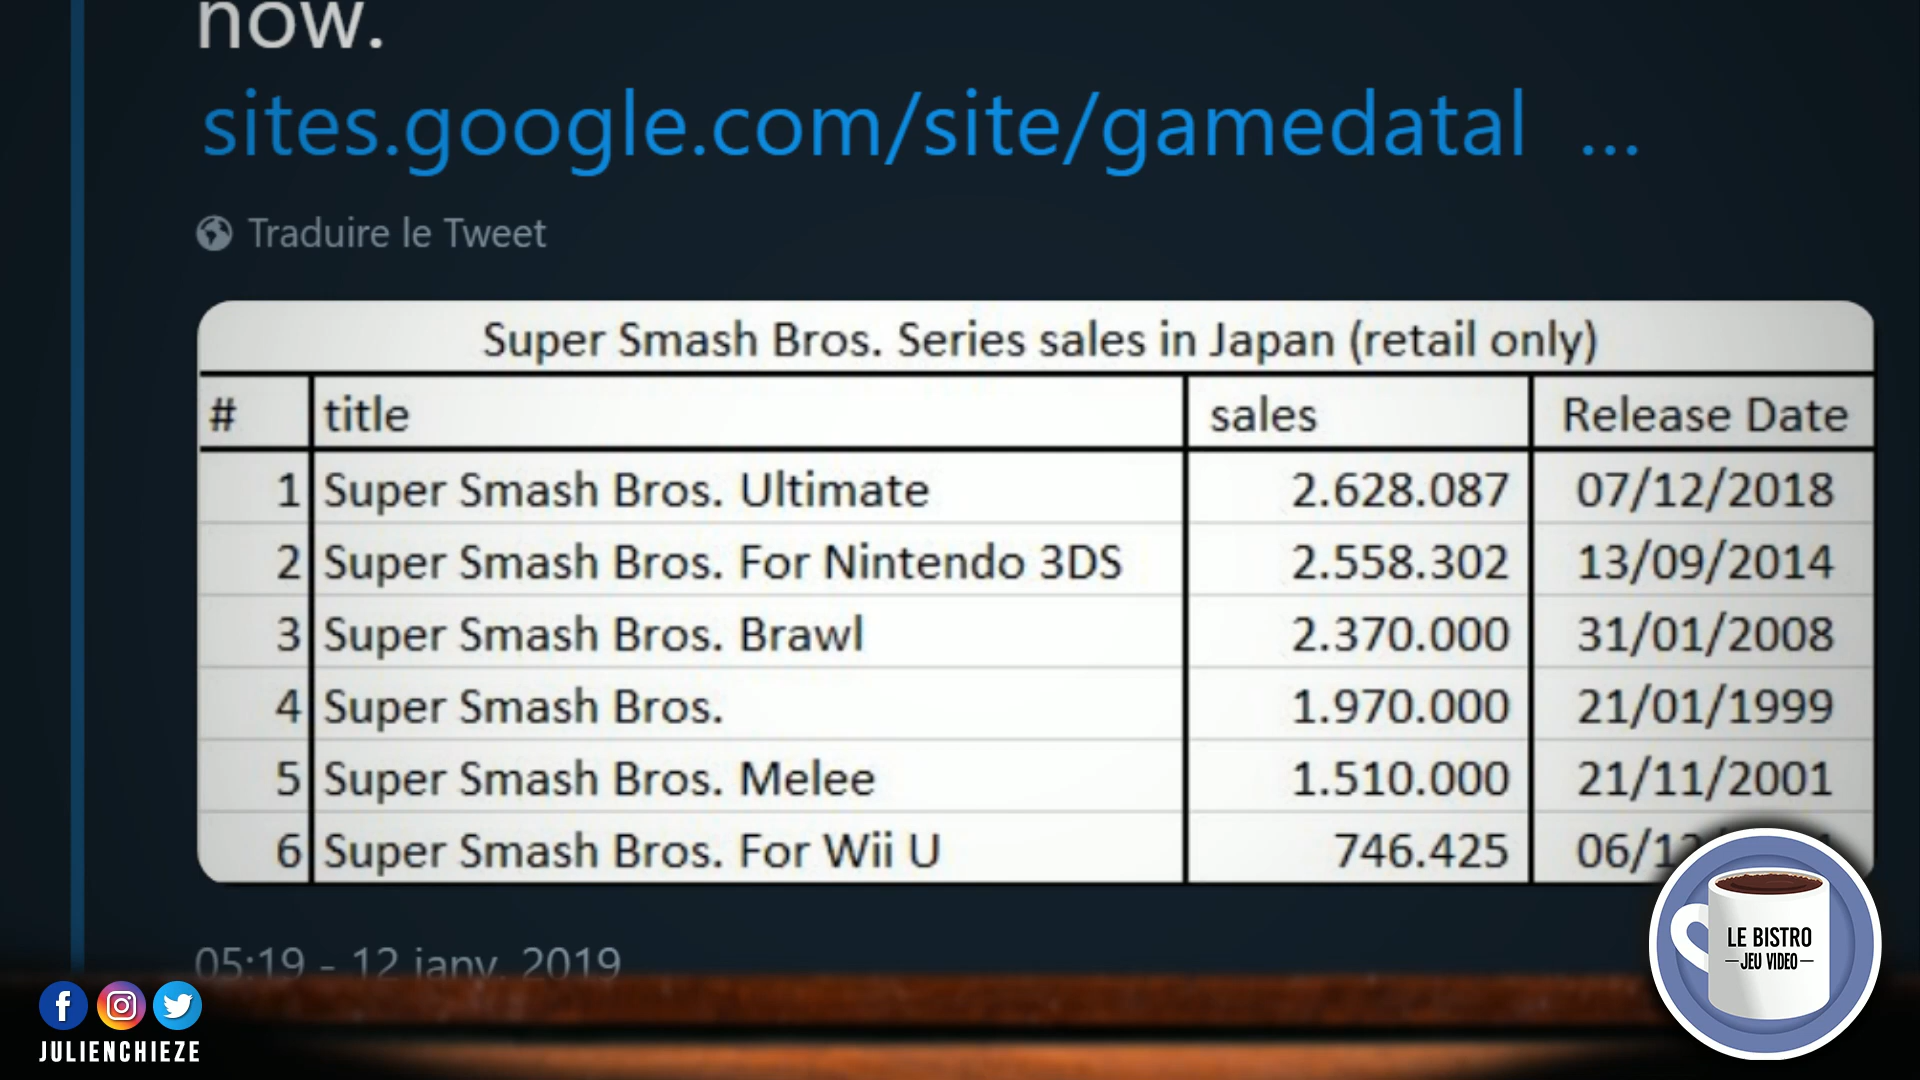 now.
sites.google.com/site/gamedatal ...
Traduire le Tweet
Super Smash Bros. Series sales in Japan (retail only)
# title sales Release Date
1 Super Smash Bros. Ultimate 2.628.087 07/12/2018
2 Super Smash Bros. For Nintendo 3DS 2.558.302 13/09/2014
3 Super Smash Bros. Brawl 2.370.000 31/01/2008
4 Super Smash Bros. 1.970.000 21/01/1999
5 Super Smash Bros. Melee 1.510.000 21/11/2001
6 Super Smash Bros. For Wii U 746.425
05:19 - 12 janv. 2019
LE BISTRO
JEU VIDEO
JULIENCHIEZE